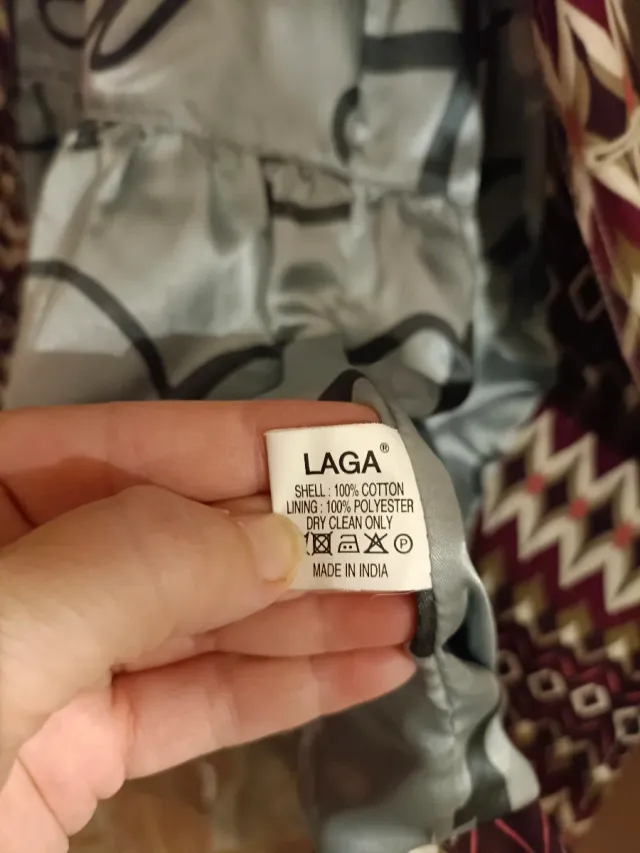 LAGA®
SHELL : 100% COTTON
LINING : 100% POLYESTER
DRY CLEAN ONLY
P
MADE IN INDIA